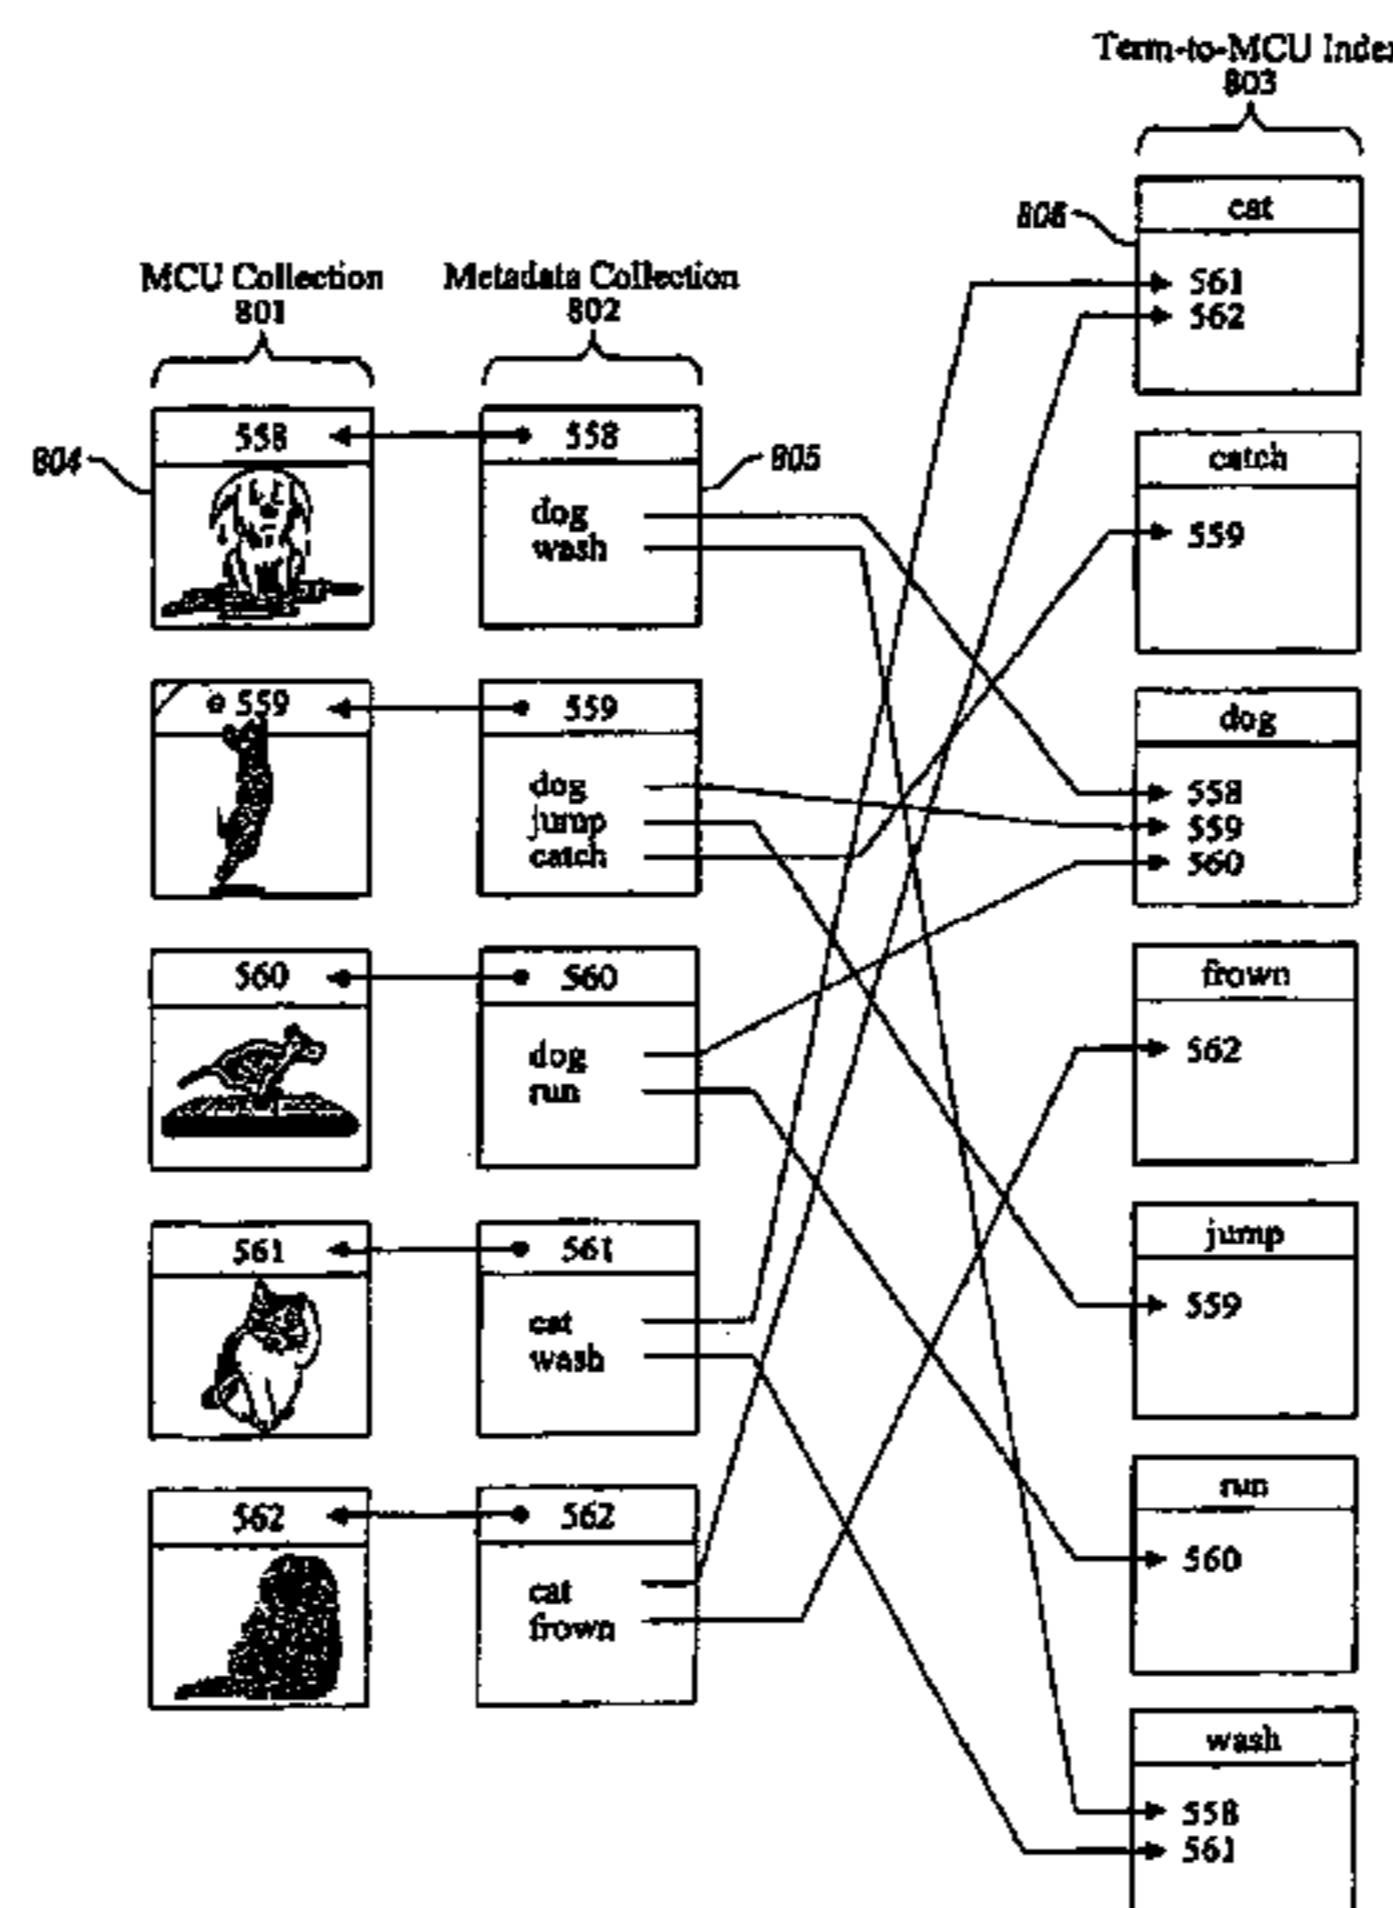 Term-to-MCU Index
803
806
cat
561
562
MCU Collection
801
Metadata Collection
802
804
558
558
805
dog
wash
catch
559
559
559
dog
jump
catch
dog
558
559
560
560
560
dog
run
frown
562
561
561
cat
wash
jump
559
562
562
cat
frown
run
560
wash
558
561